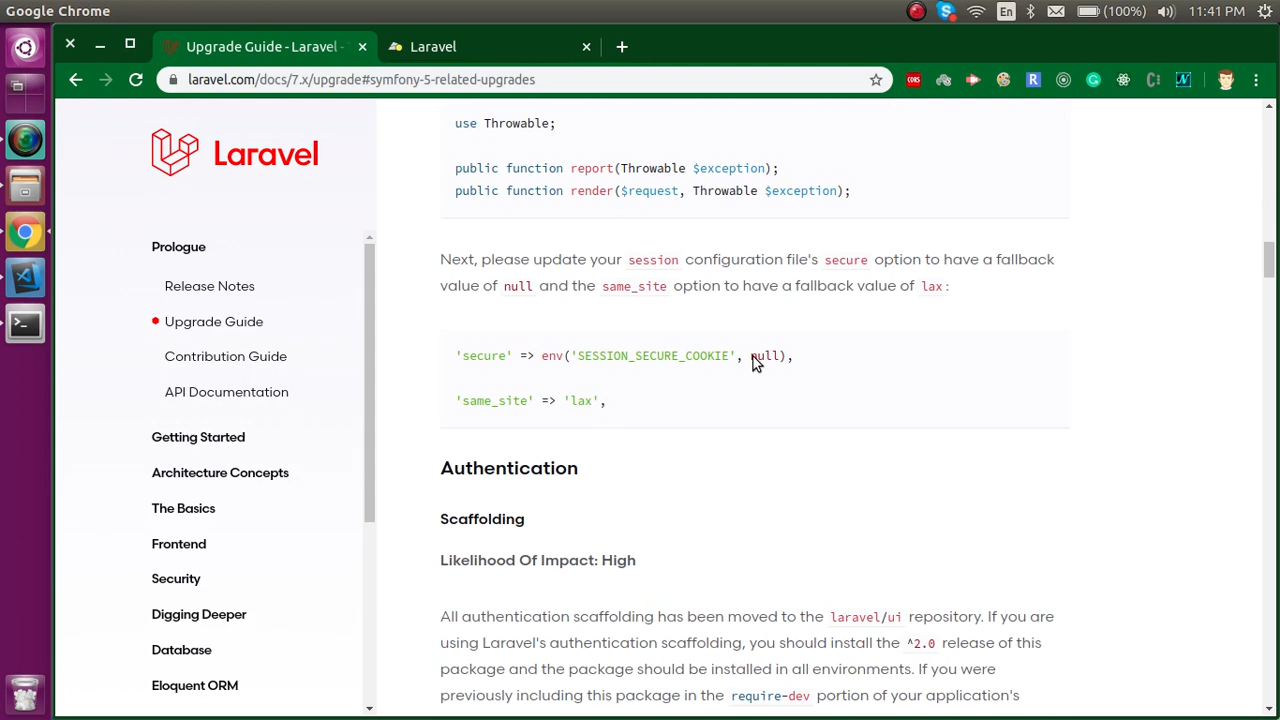 Google Chrome
En
(100%)
11:41 PM
Upgrade Guide - Laravel -
Laravel
laravel.com/docs/7.x/upgrade#symfony-5-related-upgrades
CORS
R
G
C
N
Laravel
Prologue
Release Notes
Upgrade Guide
Contribution Guide
API Documentation
Getting Started
Architecture Concepts
The Basics
Frontend
Security
Digging Deeper
Database
Eloquent ORM
use Throwable;
public function report(Throwable $exception);
public function render($request, Throwable $exception);
Next, please update your session configuration file's secure option to have a fallback
value of null and the same_site option to have a fallback value of lax:
'secure' => env('SESSION_SECURE_COOKIE', null),
'same_site' => 'lax',
Authentication
Scaffolding
Likelihood Of Impact: High
All authentication scaffolding has been moved to the laravel/ui repository. If you are
using Laravel's authentication scaffolding, you should install the ^2.0 release of this
package and the package should be installed in all environments. If you were
previously including this package in the require-dev portion of your application's